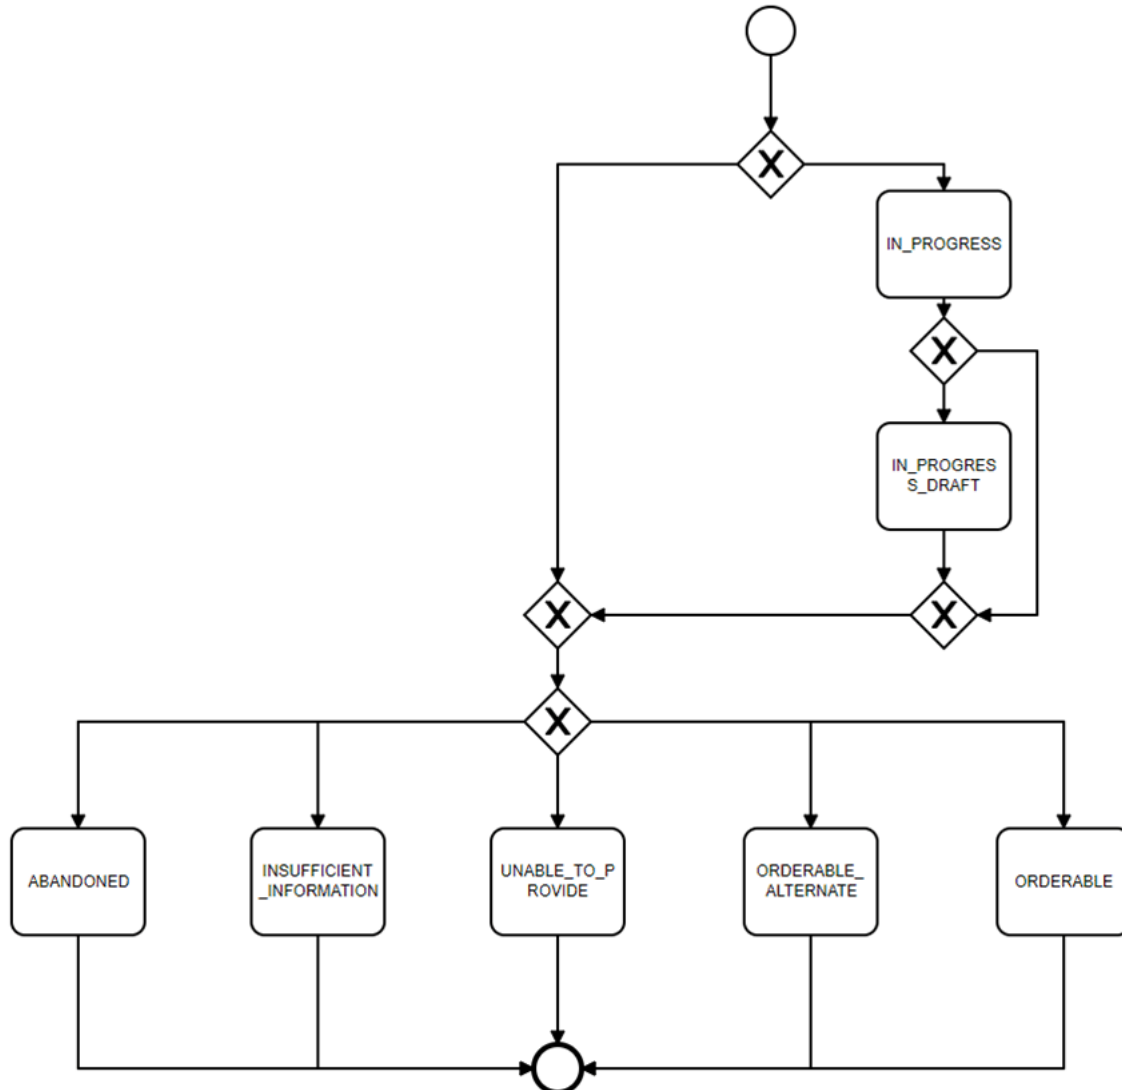 X
IN_PROGRESS
X
IN_PROGRES
S_DRAFT
X
X
X
ABANDONED
INSUFFICIENT
_INFORMATION
UNABLE_TO_P
ROVIDE
ORDERABLE_
ALTERNATE
ORDERABLE